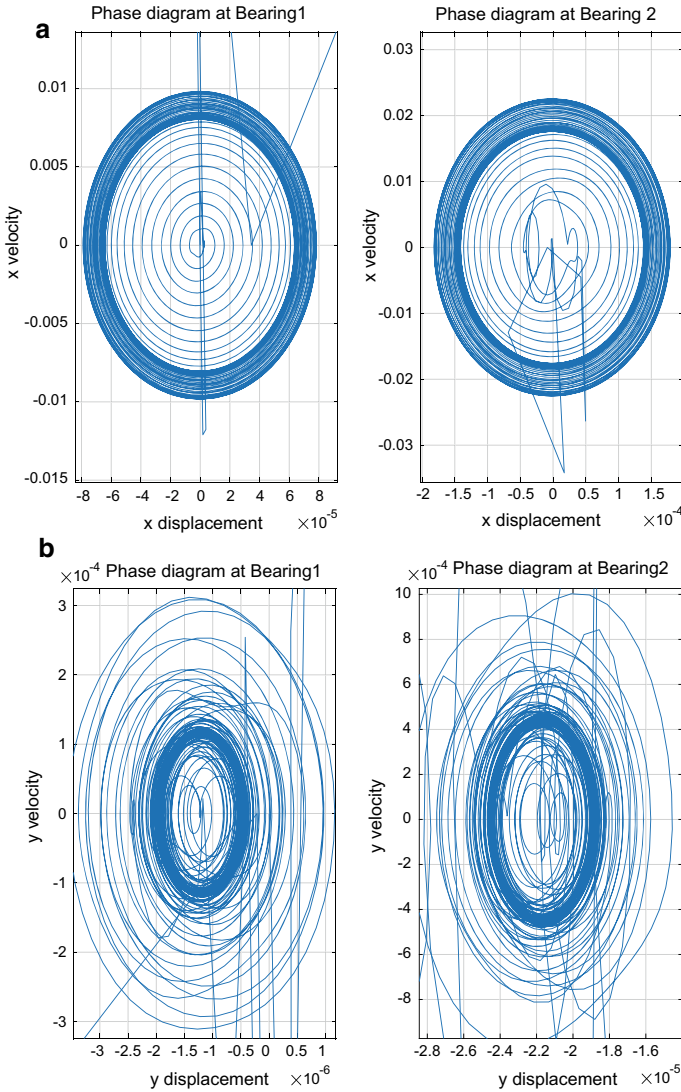 a
Phase diagram at Bearing1
0.01
0.005
0
-0.005
-0.01
-0.015
x velocity
-8 -6 -4 -2 0 2 4 6 8
x displacement ×10⁻⁵
Phase diagram at Bearing 2
0.03
0.02
0.01
0
-0.01
-0.02
-0.03
x velocity
-2 -1.5 -1 -0.5 0 0.5 1 1.5
x displacement ×10⁻⁴
b
×10⁻⁴ Phase diagram at Bearing1
3
2
1
0
-1
-2
-3
y velocity
-3 -2.5 -2 -1.5 -1 -0.5 0 0.5 1
y displacement ×10⁻⁶
×10⁻⁴ Phase diagram at Bearing2
10
8
6
4
2
0
-2
-4
-6
-8
y velocity
-2.8 -2.6 -2.4 -2.2 -2 -1.8 -1.6
y displacement ×10⁻⁵